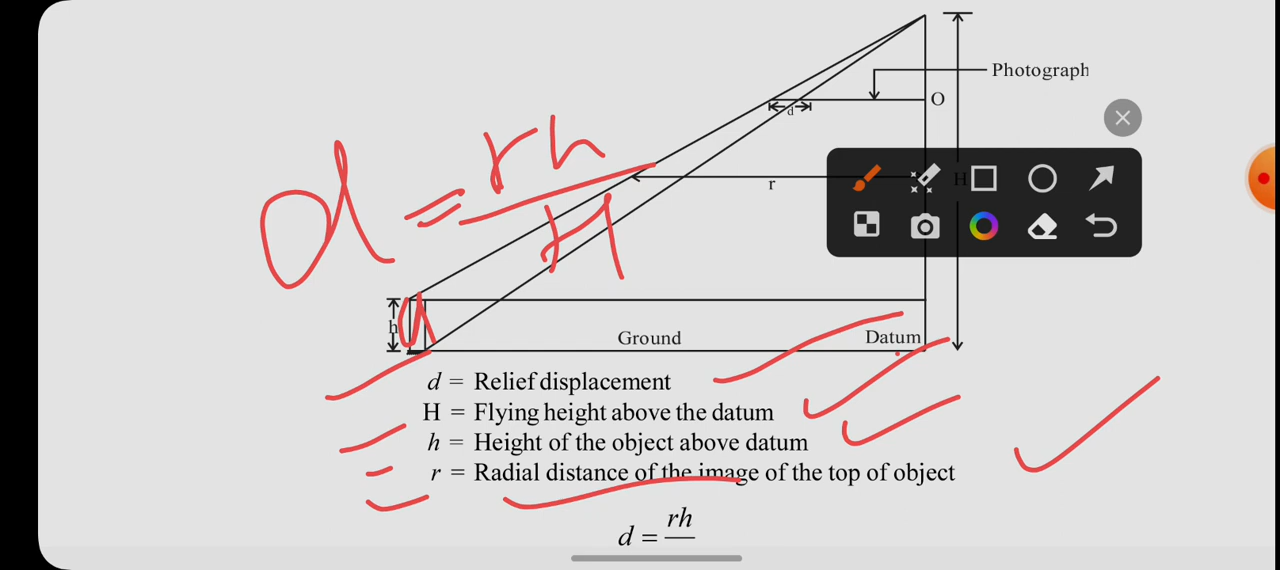 Photograph
O
d
d = rh
H
r
H
h
Ground
Datum
d = Relief displacement
H = Flying height above the datum
h = Height of the object above datum
r = Radial distance of the image of the top of object
d = rh